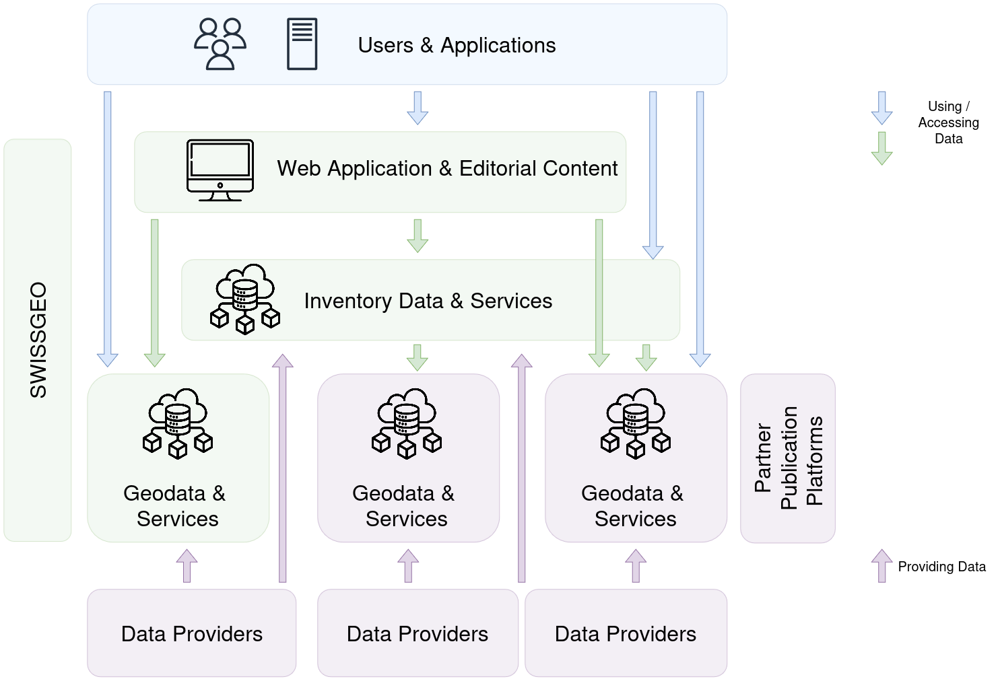 Users & Applications
Using /
Accessing
Data
Web Application & Editorial Content
SWISSGEO
Inventory Data & Services
Geodata &
Services
Geodata &
Services
Geodata &
Services
Partner
Publication
Platforms
Providing Data
Data Providers
Data Providers
Data Providers